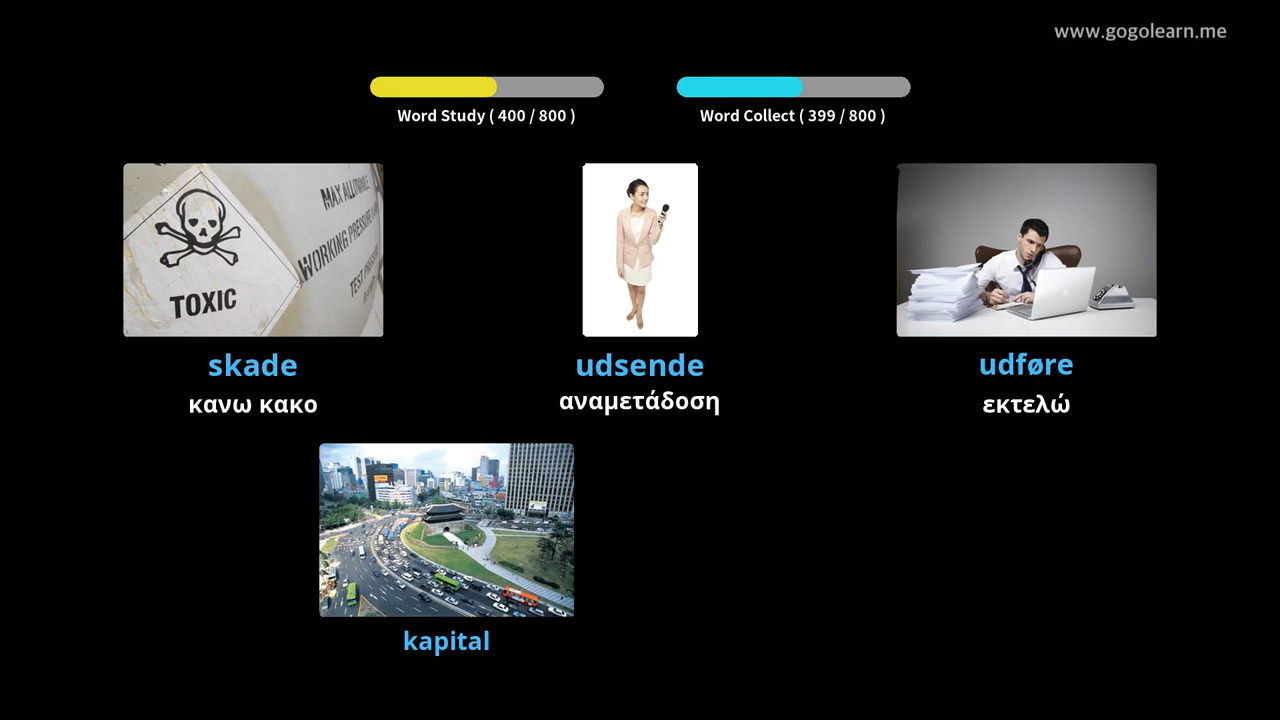 www.gogolearn.me
Word Study ( 400 / 800 )
Word Collect ( 399 / 800 )
TOXIC
MAX ALLOWABLE
WORKING PRESSURE
TEST
skade
udsende
udføre
κανω κακο
αναμετάδοση
εκτελώ
kapital